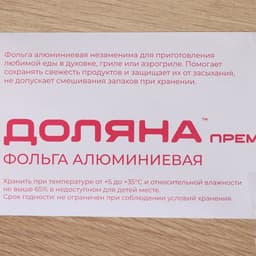 Фольга алюминиевая незаменима для приготовления
любимой еды в духовке, гриле или аэрогриле. Помогает
сохранять свежесть продуктов и защищает их от засыхания,
не допускает смешивания запахов при хранении.
ДОЛЯНА™ ПРЕМ
ФОЛЬГА АЛЮМИНИЕВАЯ
Хранить при температуре от +5 до +35°С и относительной влажности
не выше 65% в недоступном для детей месте.
Срок годности: не ограничен при соблюдении условий хранения.